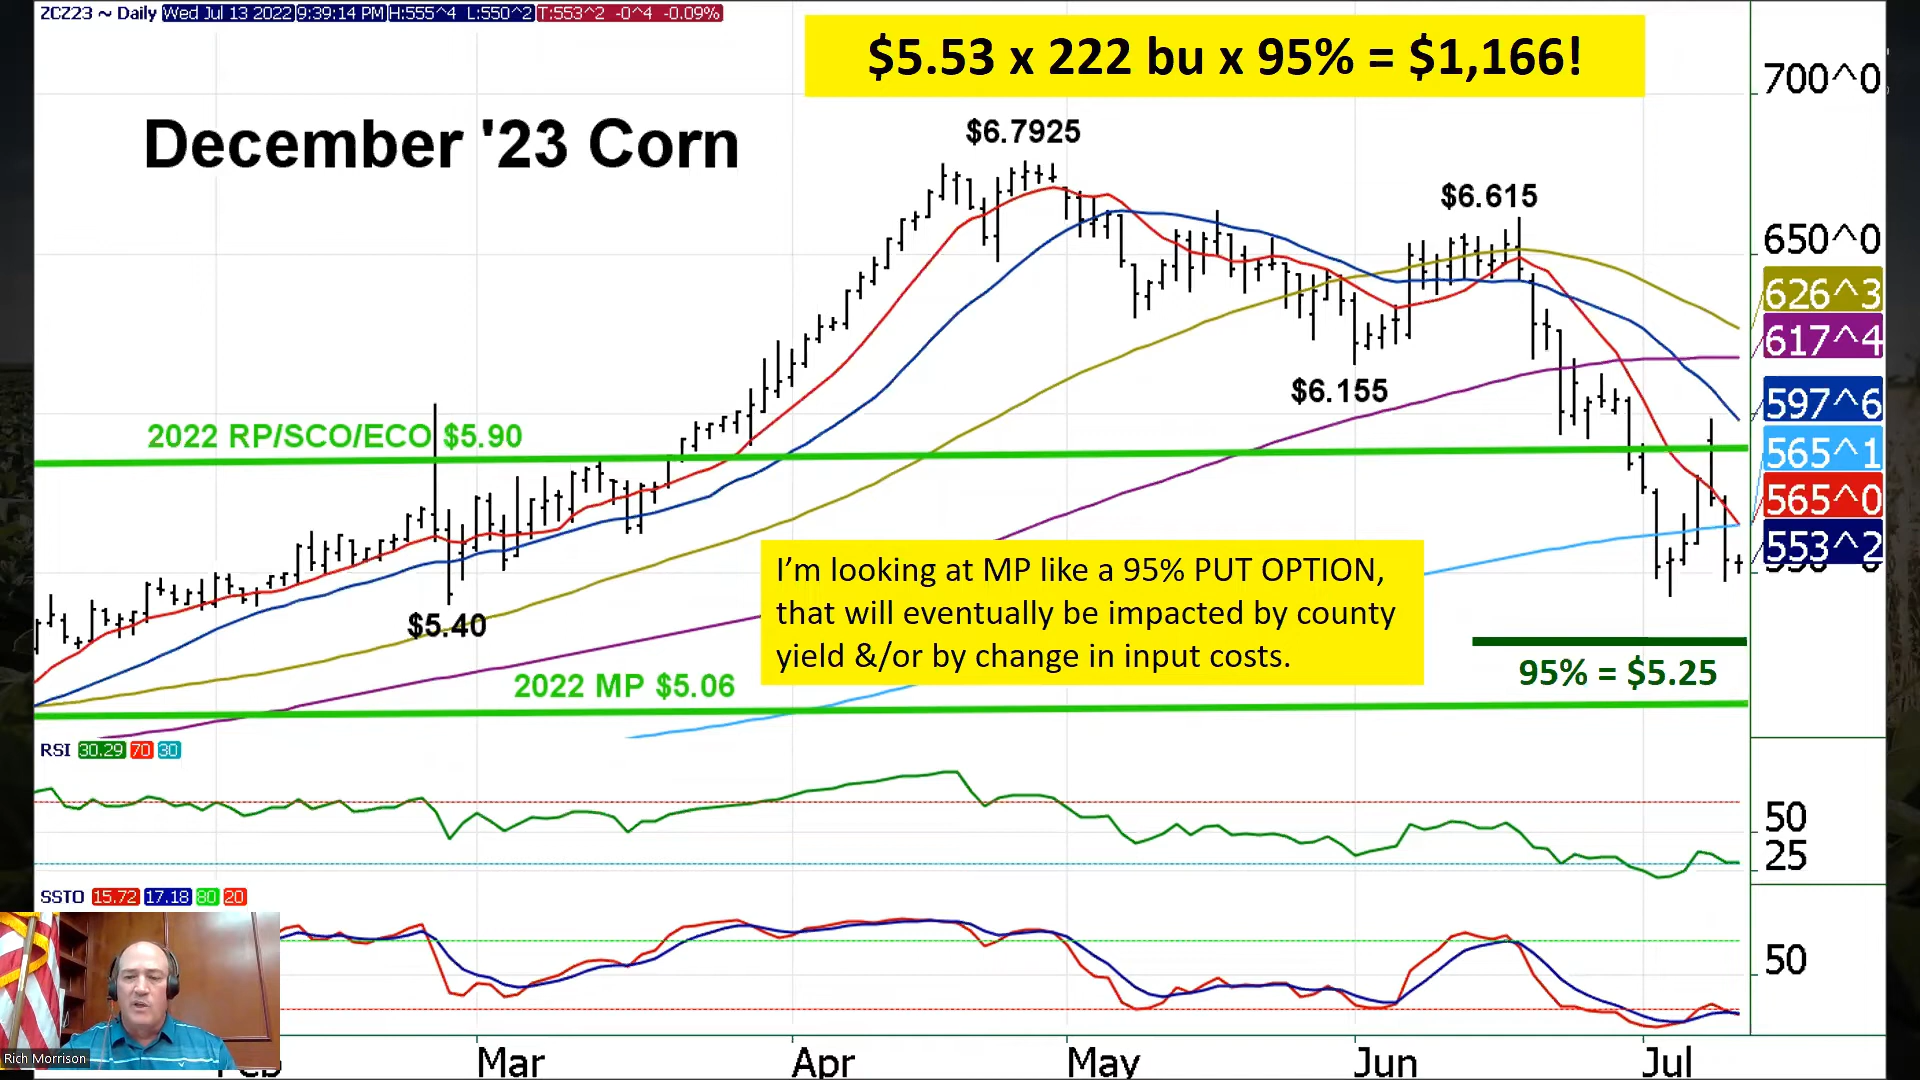 ZCZ23 ~ Daily Wed Jul 13 2022 9:39:14 PM H:555^4 L:550^2 T:553^2 -0^4 -0.09%
$5.53 x 222 bu x 95% = $1,166!
December '23 Corn
$6.7925
$6.615
$6.155
2022 RP/SCO/ECO $5.90
$5.40
I'm looking at MP like a 95% PUT OPTION,
that will eventually be impacted by county
yield &/or by change in input costs.
95% = $5.25
2022 MP $5.06
700^0
650^0
626^3
617^4
597^6
565^1
565^0
553^2
RSI 30.29 70 30
50
25
SSTO 15.72 17.18 80 20
50
Rich Morrison
Mar Apr May Jun Jul